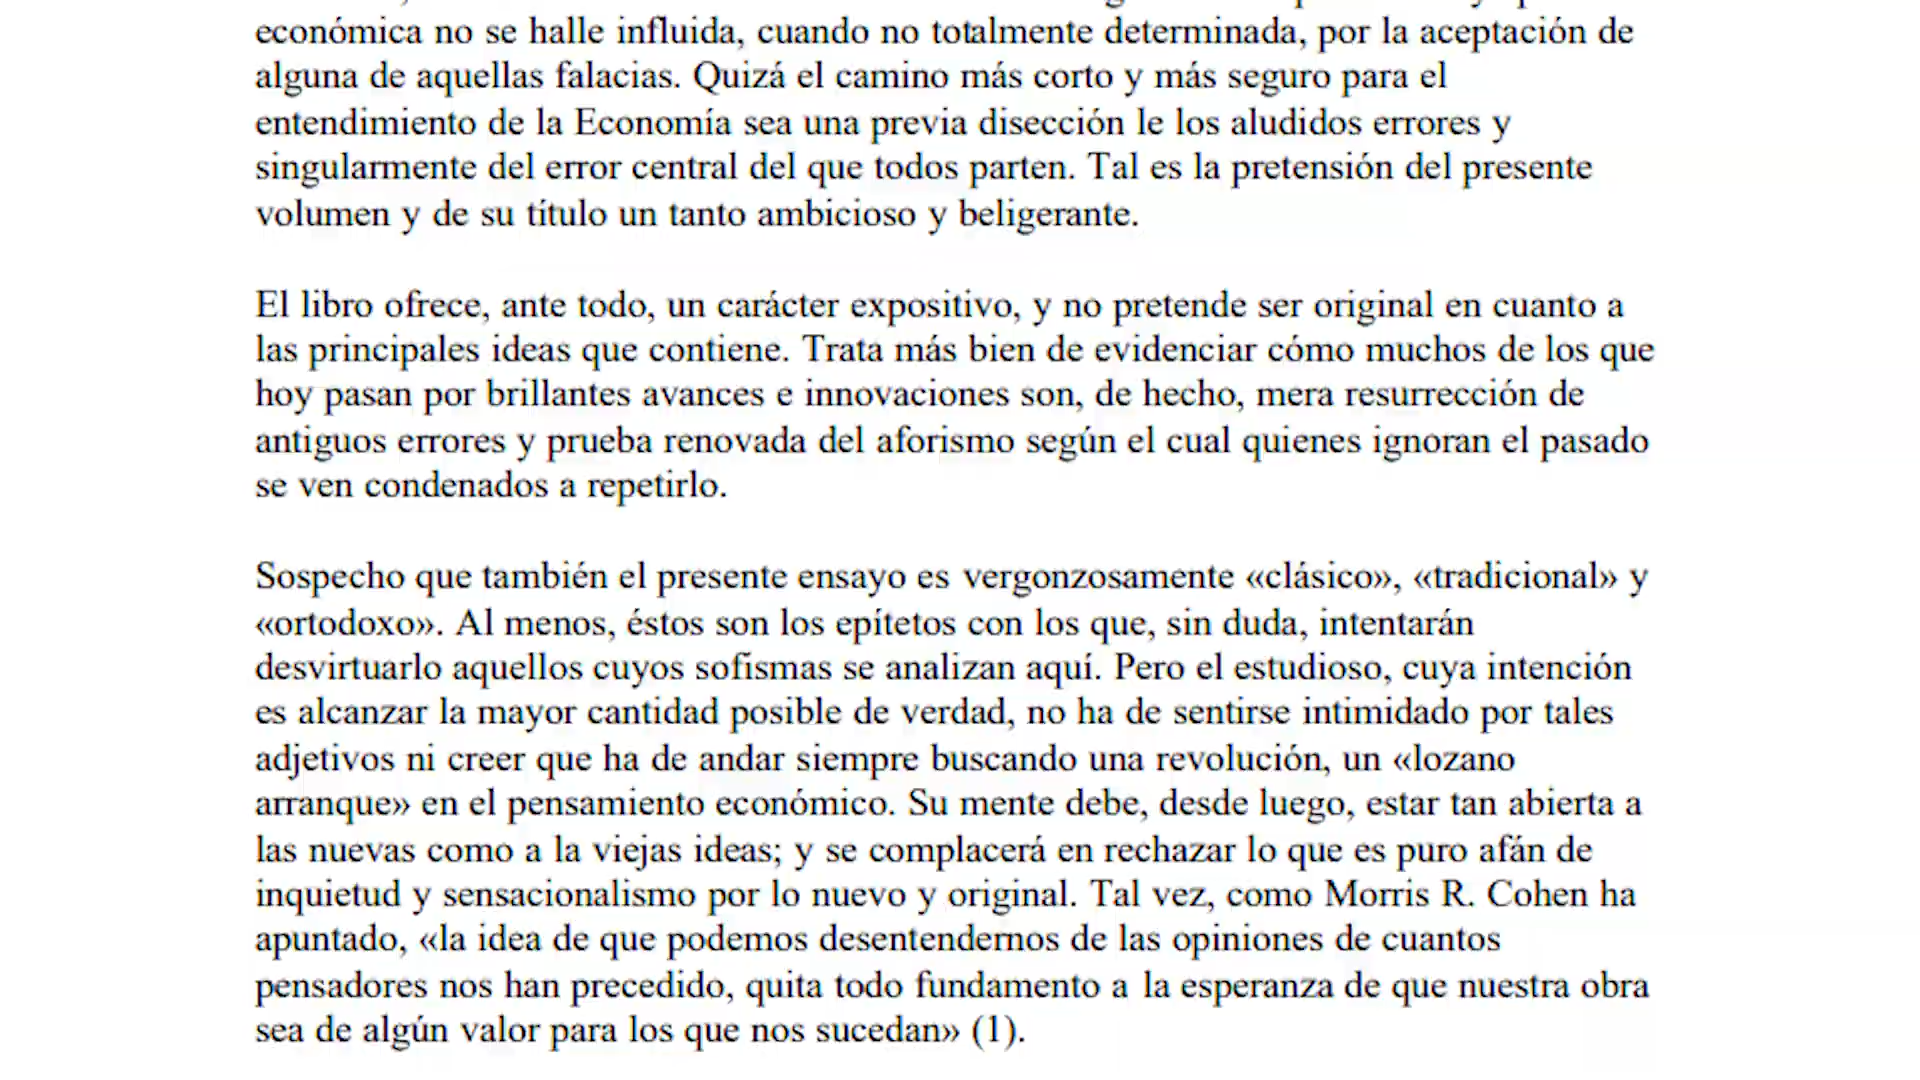 económica no se halle influida, cuando no totalmente determinada, por la aceptación de
alguna de aquellas falacias. Quizá el camino más corto y más seguro para el
entendimiento de la Economía sea una previa disección le los aludidos errores y
singularmente del error central del que todos parten. Tal es la pretensión del presente
volumen y de su título un tanto ambicioso y beligerante.
El libro ofrece, ante todo, un carácter expositivo, y no pretende ser original en cuanto a
las principales ideas que contiene. Trata más bien de evidenciar cómo muchos de los que
hoy pasan por brillantes avances e innovaciones son, de hecho, mera resurrección de
antiguos errores y prueba renovada del aforismo según el cual quienes ignoran el pasado
se ven condenados a repetirlo.
Sospecho que también el presente ensayo es vergonzosamente «clásico», «tradicional» y
«ortodoxo». Al menos, éstos son los epítetos con los que, sin duda, intentarán
desvirtuarlo aquellos cuyos sofismas se analizan aquí. Pero el estudioso, cuya intención
es alcanzar la mayor cantidad posible de verdad, no ha de sentirse intimidado por tales
adjetivos ni creer que ha de andar siempre buscando una revolución, un «lozano
arranque» en el pensamiento económico. Su mente debe, desde luego, estar tan abierta a
las nuevas como a la viejas ideas; y se complacerá en rechazar lo que es puro afán de
inquietud y sensacionalismo por lo nuevo y original. Tal vez, como Morris R. Cohen ha
apuntado, «la idea de que podemos desentendernos de las opiniones de cuantos
pensadores nos han precedido, quita todo fundamento a la esperanza de que nuestra obra
sea de algún valor para los que nos sucedan» (1).